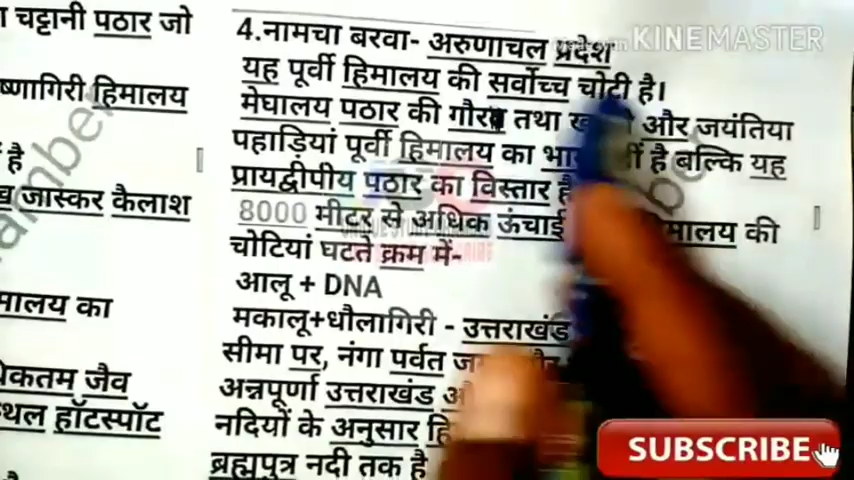 चट्टानी पठार जो
ष्णागिरी हिमालय
है
जास्कर कैलाश
मालय का
धिकतम जैव
थल हॉटस्पॉट
4.नामचा बरवा- अरुणाचल प्रदेश
यह पूर्वी हिमालय की सर्वोच्च चोटी है।
मेघालय पठार की तथा और जयंतिया
पहाड़ियां पूर्वी हिमालय का है बल्कि यह
प्रायद्वीपीय पठार का विस्तार है
8000 मीटर से अधिक ऊंचाई मालय की
चोटियां घटते क्रम में-
आलू + DNA
मकालू+धौलागिरी - उत्तराखंड
सीमा पर, नंगा पर्वत
अन्नपूर्णा उत्तराखंड
नदियों के अनुसार हि
ब्रह्मपुत्र नदी तक है
Made with KINEMASTER
SUBSCRIBE